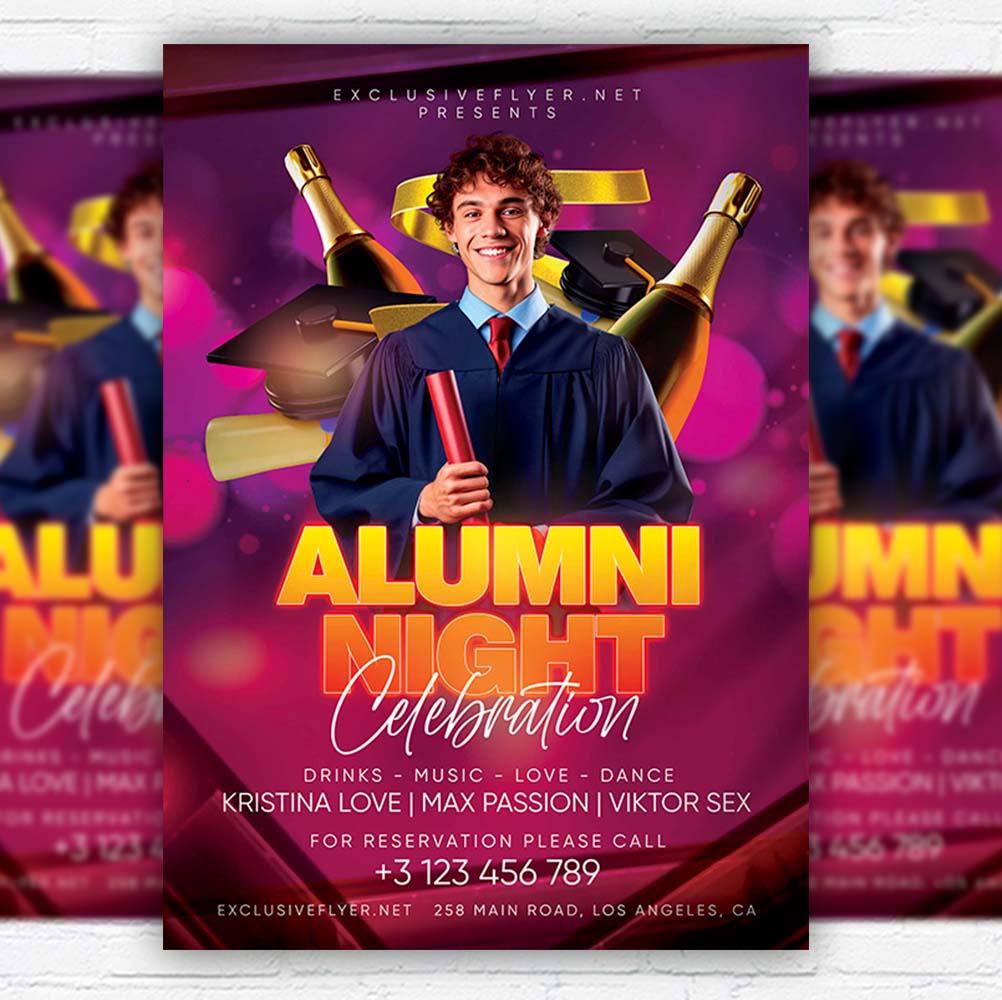 EXCLUSIVEFLYER.NET
PRESENTS
ALUMNI
NIGHT
Celebration
DRINKS - MUSIC - LOVE - DANCE
KRISTINA LOVE | MAX PASSION | VIKTOR SEX
FOR RESERVATION PLEASE CALL
+3 123 456 789
EXCLUSIVEFLYER.NET 258 MAIN ROAD, LOS ANGELES, CA